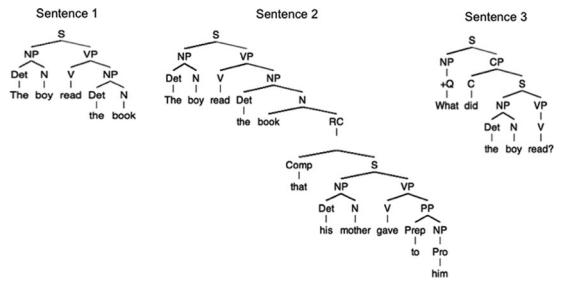 Sentence 1
S
NP VP
Det N V NP
The boy read Det N
the book
Sentence 2
S
NP VP
Det N V NP
The boy read Det N
the book RC
Comp S
that NP VP
Det N V PP
his mother gave Prep NP
to Pro
him
Sentence 3
S
NP CP
+Q C S
What did NP VP
Det N V
the boy read?